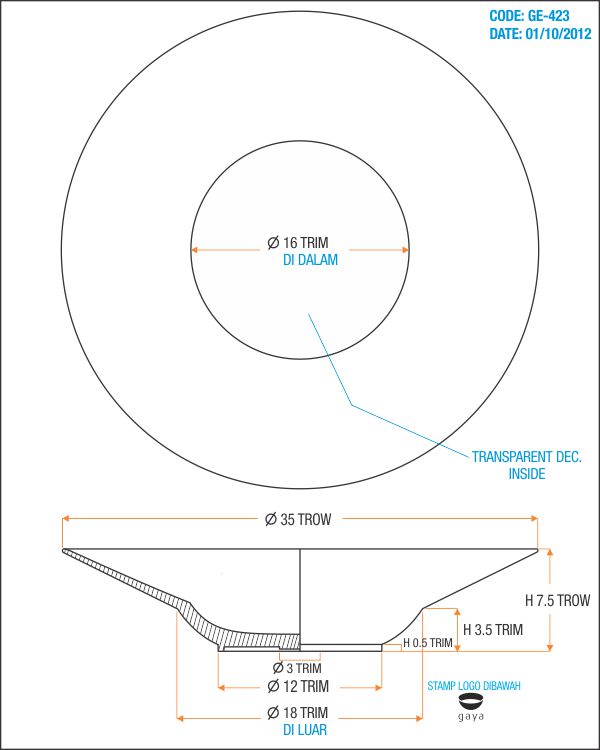 CODE: GE-423
DATE: 01/10/2012
Ø 16 TRIM
DI DALAM
TRANSPARENT DEC.
INSIDE
Ø 35 TROW
H 7.5 TROW
H 3.5 TRIM
H 0.5 TRIM
Ø 3 TRIM
Ø 12 TRIM
STAMP LOGO DIBAWAH
gaya
Ø 18 TRIM
DI LUAR